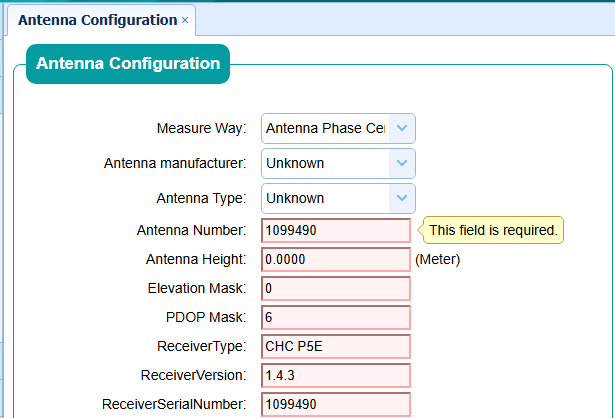 Antenna Configuration ×
Antenna Configuration
Measure Way: Antenna Phase Cer
Antenna manufacturer: Unknown
Antenna Type: Unknown
Antenna Number: 1099490 This field is required.
Antenna Height: 0.0000 (Meter)
Elevation Mask: 0
PDOP Mask: 6
ReceiverType: CHC P5E
ReceiverVersion: 1.4.3
ReceiverSerialNumber: 1099490